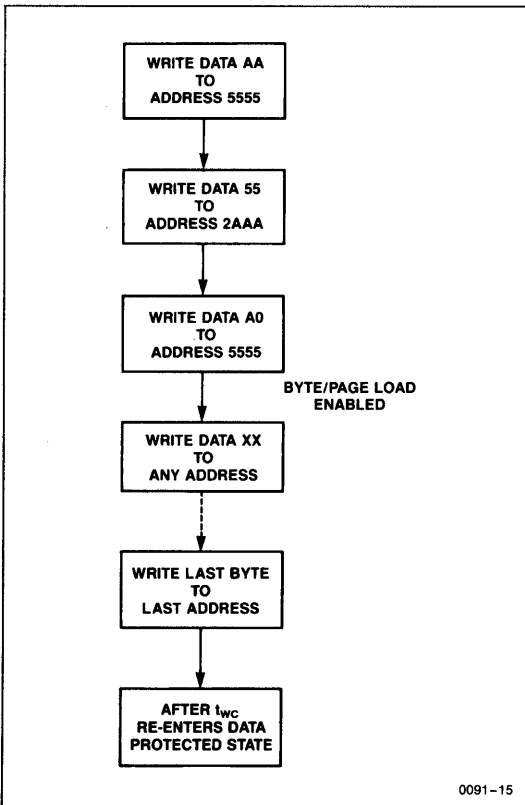 WRITE DATA AA
TO
ADDRESS 5555
WRITE DATA 55
TO
ADDRESS 2AAA
WRITE DATA A0
TO
ADDRESS 5555
BYTE/PAGE LOAD
ENABLED
WRITE DATA XX
TO
ANY ADDRESS
WRITE LAST BYTE
TO
LAST ADDRESS
AFTER tWC
RE-ENTERS DATA
PROTECTED STATE
0091–15